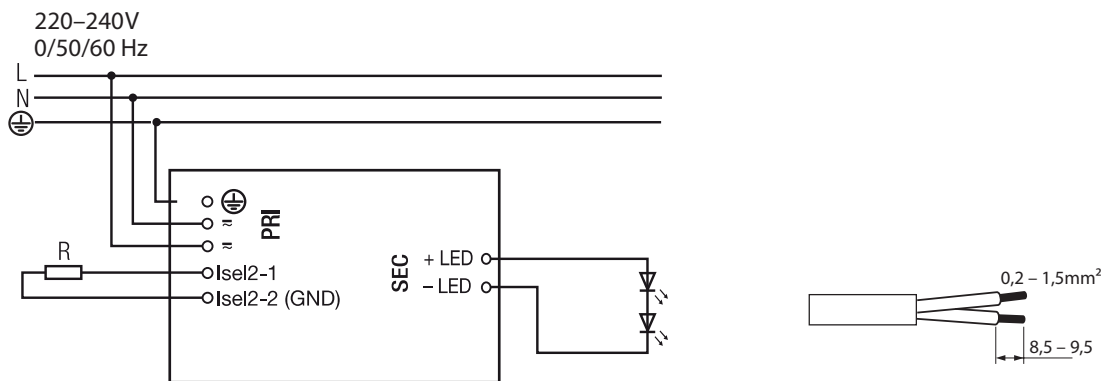 220–240V
0/50/60 Hz
L
N
PRI
≂
≂
R
Isel2-1
Isel2-2 (GND)
SEC
+ LED
– LED
0,2 – 1,5mm²
8,5 – 9,5